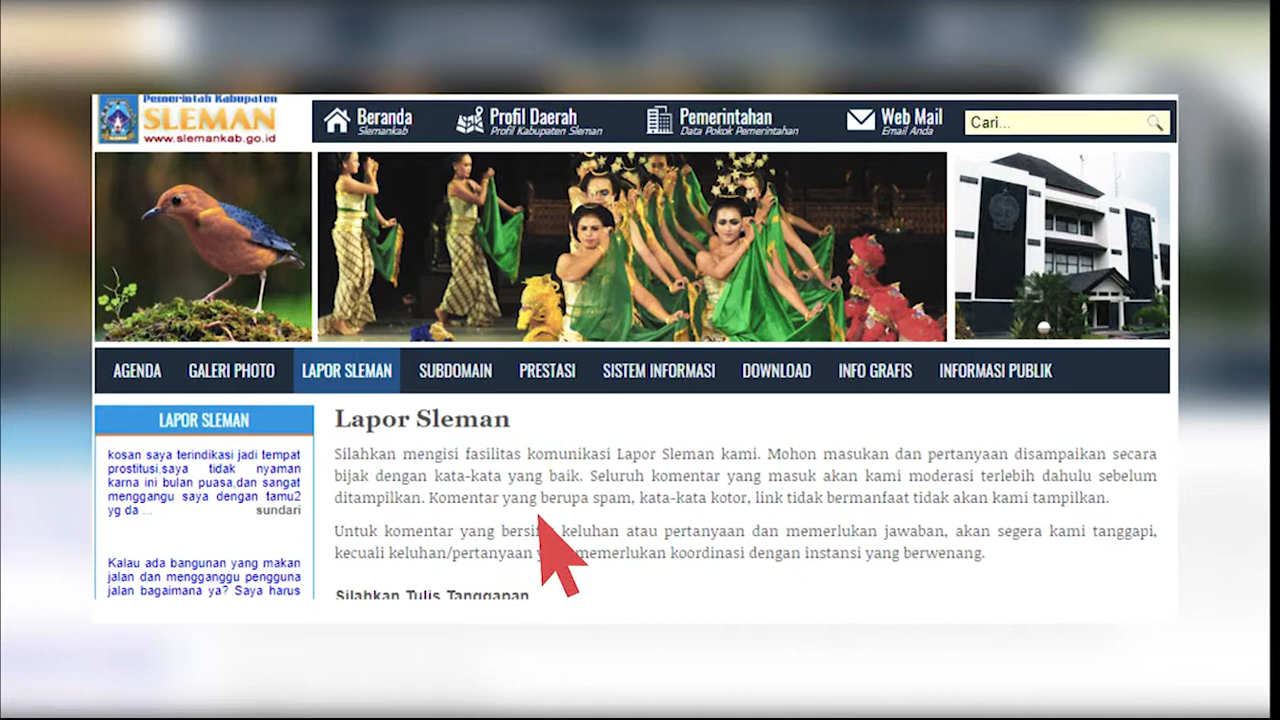 Pemerintah Kabupaten
SLEMAN
www.slemankab.go.id
Beranda
Slemankab
Profil Daerah
Profil Kabupaten Sleman
Pemerintahan
Data Pokok Pemerintahan
Web Mail
Email Anda
Cari...
AGENDA GALERI PHOTO LAPOR SLEMAN SUBDOMAIN PRESTASI SISTEM INFORMASI DOWNLOAD INFO GRAFIS INFORMASI PUBLIK
LAPOR SLEMAN
kosan saya terindikasi jadi tempat
prostitusi,saya tidak nyaman
karna ini bulan puasa,dan sangat
menggangu saya dengan tamu2
yg da ... sundari
Kalau ada bangunan yang makan
jalan dan mengganggu pengguna
jalan bagaimana ya? Saya harus
Lapor Sleman
Silahkan mengisi fasilitas komunikasi Lapor Sleman kami. Mohon masukan dan pertanyaan disampaikan secara
bijak dengan kata-kata yang baik. Seluruh komentar yang masuk akan kami moderasi terlebih dahulu sebelum
ditampilkan. Komentar yang berupa spam, kata-kata kotor, link tidak bermanfaat tidak akan kami tampilkan.
Untuk komentar yang keluhan atau pertanyaan dan memerlukan jawaban, akan segera kami tanggapi,
kecuali keluhan/pertanyaan memerlukan koordinasi dengan instansi yang berwenang.
Silahkan Tulis Tanggapan